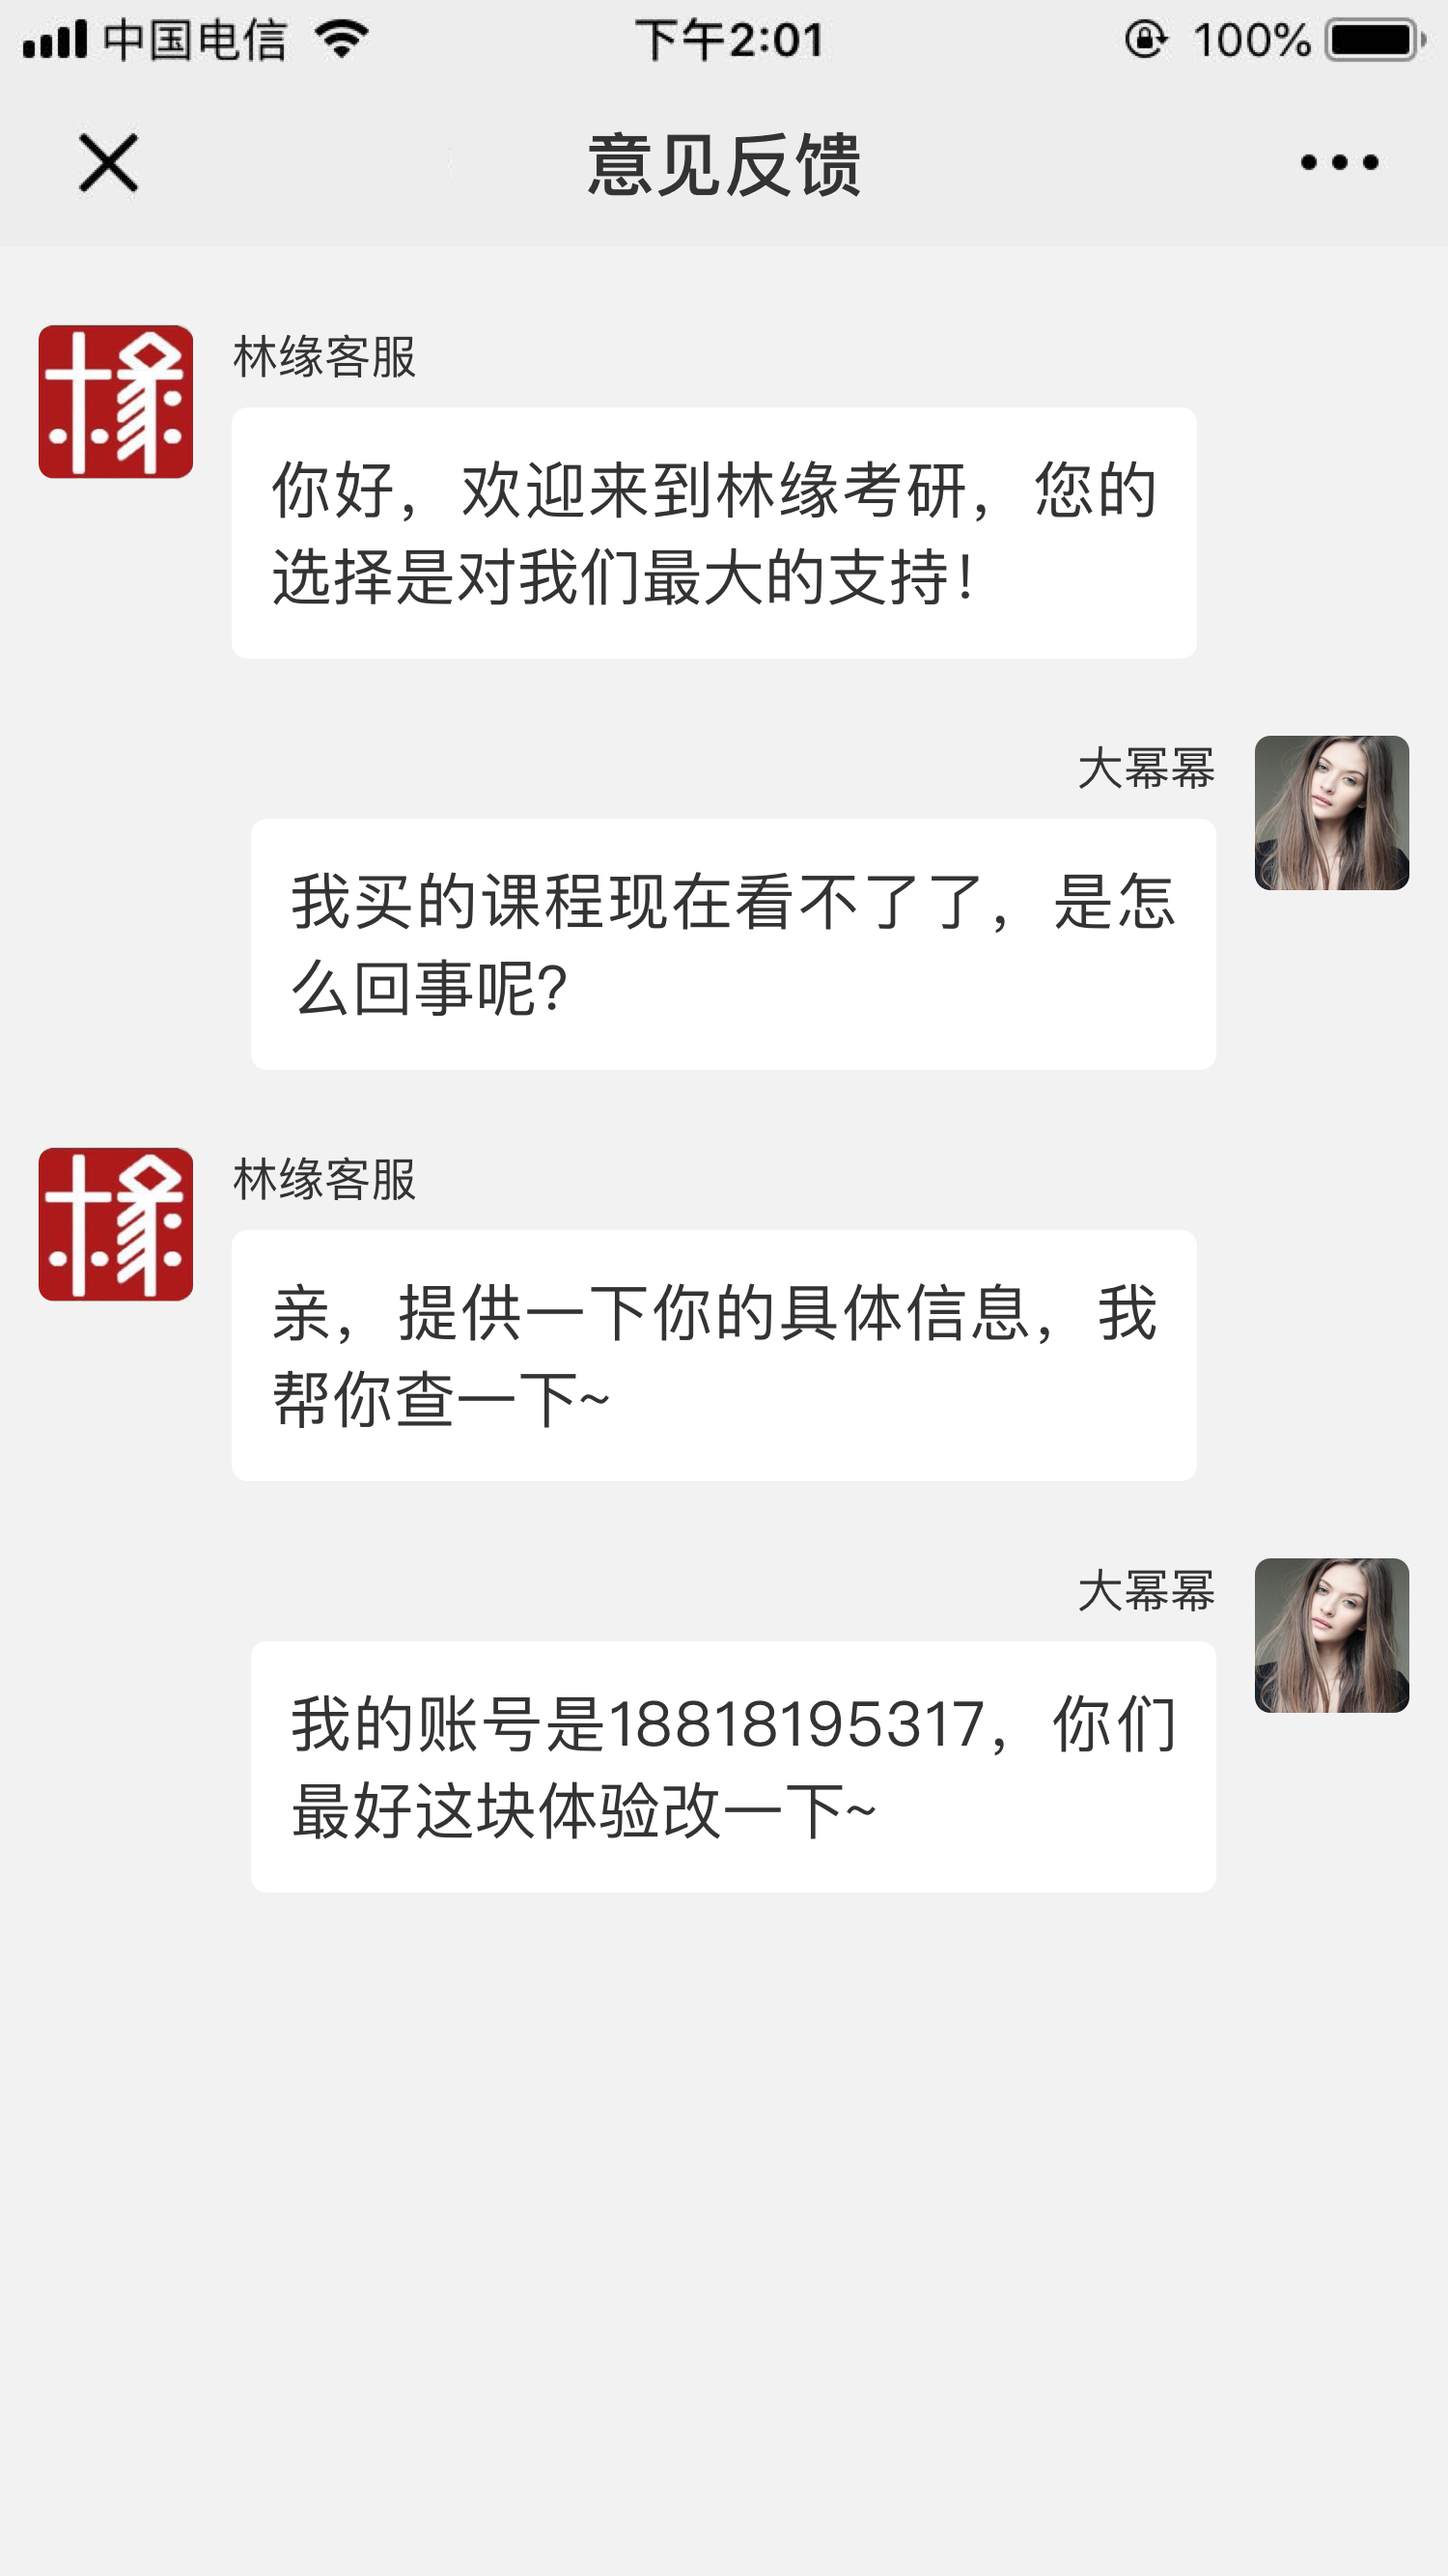 中国电信
下午2:01
100%
意见反馈
林缘客服
你好，欢迎来到林缘考研，您的
选择是对我们最大的支持！
大幂幂
我买的课程现在看不了了，是怎
么回事呢？
林缘客服
亲，提供一下你的具体信息，我
帮你查一下~
大幂幂
我的账号是18818195317，你们
最好这块体验改一下~